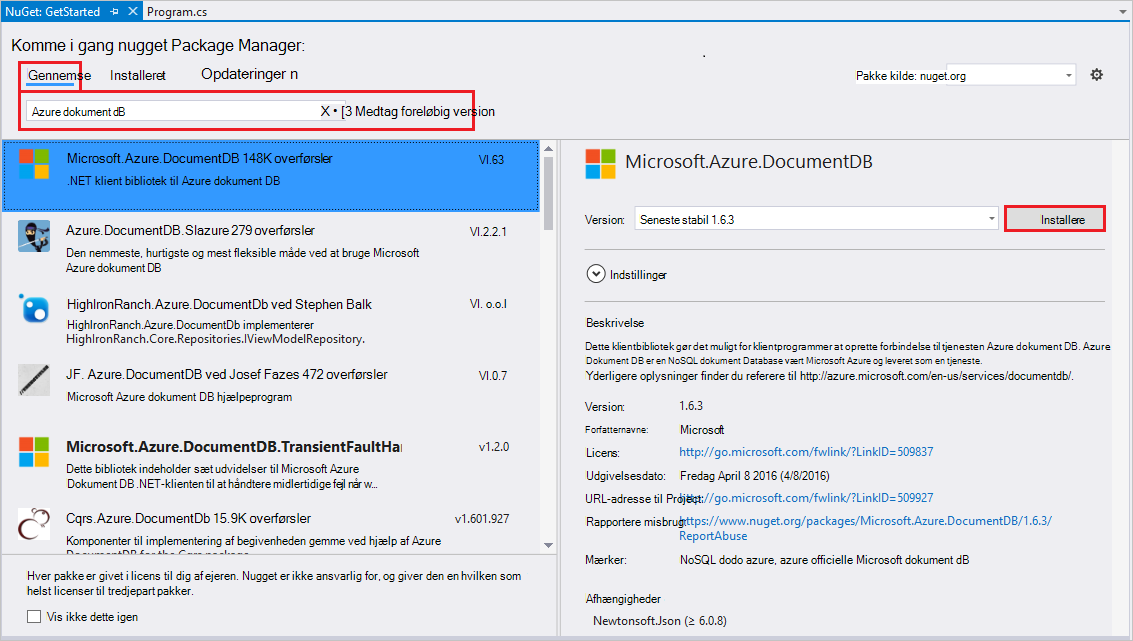 NuGet: GetStarted
Program.cs
Komme i gang nugget Package Manager:
Gennemse Installeret Opdateringer n
Pakke kilde: nuget.org
Azure dokument dB X • [3 Medtag foreløbig version
Microsoft.Azure.DocumentDB 148K overførsler VI.63
.NET klient bibliotek til Azure dokument DB
Azure.DocumentDB.Slazure 279 overførsler VI.2.2.1
Den nemmeste, hurtigste og mest fleksible måde ved at bruge Microsoft
Azure dokument DB
HighIronRanch.Azure.DocumentDb ved Stephen Balk VI. o.o.l
HighIronRanch.Azure.DocumentDb implementerer
HighIronRanch.Core.Repositories.IViewModelRepository.
JF. Azure.DocumentDB ved Josef Fazes 472 overførsler VI.0.7
Microsoft Azure dokument DB hjælpeprogram
Microsoft.Azure.DocumentDB.TransientFaultHa v1.2.0
Dette bibliotek indeholder sæt udvidelser til Microsoft Azure
Dokument DB .NET-klienten til at håndtere midlertidige fejl når w...
Cqrs.Azure.DocumentDb 15.9K overførsler v1.601.927
Komponenter til implementering af begivenheden gemme ved hjælp af Azure
DocumentDB for the Cqrs package
Hver pakke er givet i licens til dig af ejeren. Nugget er ikke ansvarlig for, og giver den en hvilken som
helst licenser til tredjepart pakker.
Vis ikke dette igen
Microsoft.Azure.DocumentDB
Version: Seneste stabil 1.6.3 Installere
Indstillinger
Beskrivelse
Dette klientbibliotek gør det muligt for klientprogrammer at oprette forbindelse til tjenesten Azure dokument DB. Azure
Dokument DB er en NoSQL dokument Database vært Microsoft Azure og leveret som en tjeneste.
Yderligere oplysninger finder du referere til http://azure.microsoft.com/en-us/services/documentdb/.
Version: 1.6.3
Forfatternavne: Microsoft
Licens: http://go.microsoft.com/fwlink/?LinkID=509837
Udgivelsesdato: Fredag April 8 2016 (4/8/2016)
URL-adresse til Project: http://go.microsoft.com/fwlink/?LinkID=509927
Rapportere misbrug: https://www.nuget.org/packages/Microsoft.Azure.DocumentDB/1.6.3/
ReportAbuse
Mærker: NoSQL dodo azure, azure officielle Microsoft dokument dB
Afhængigheder
Newtonsoft.Json (≥ 6.0.8)